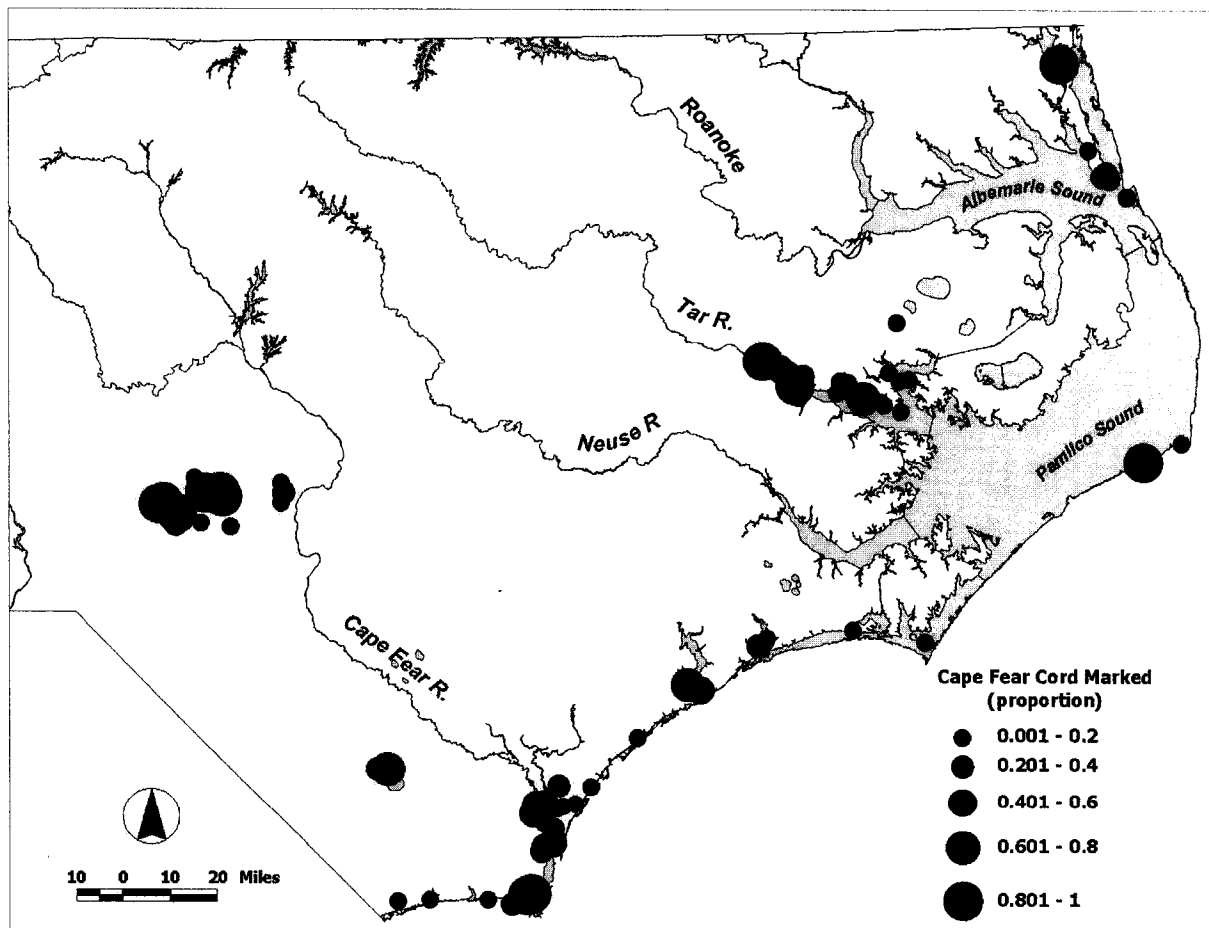 Roanoke
Albemarle Sound
Tar R.
Neuse R
Pamlico Sound
Cape Fear R.
Cape Fear Cord Marked
(proportion)
0.001 - 0.2
0.201 - 0.4
0.401 - 0.6
0.601 - 0.8
0.801 - 1
10 0 10 20 Miles